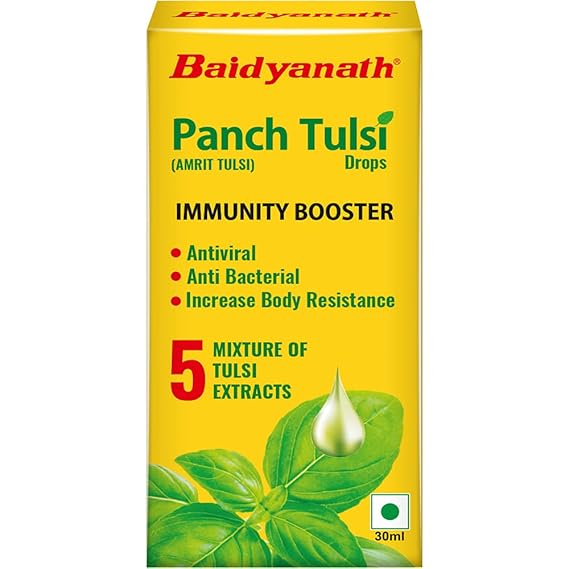 Baidyanath®
Panch Tulsi
(AMRIT TULSI) Drops
IMMUNITY BOOSTER
• Antiviral
• Anti Bacterial
• Increase Body Resistance
5 MIXTURE OF
TULSI
EXTRACTS
30ml